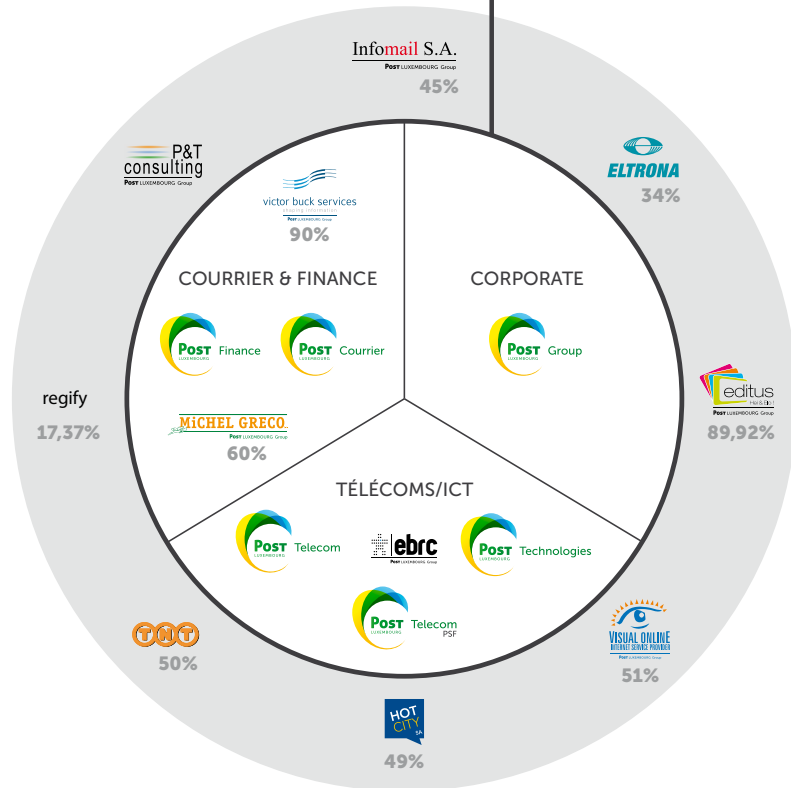 Infomail S.A.
POST LUXEMBOURG Group
45%
P&T
consulting
POST LUXEMBOURG Group
ELTRONA
34%
victor buck services
POST LUXEMBOURG Group
90%
COURRIER & FINANCE
CORPORATE
POST
LUXEMBOURG
Finance
POST
LUXEMBOURG
Courrier
POST
LUXEMBOURG
Group
regify
17,37%
editus
POST LUXEMBOURG Group
89,92%
MiCHEL GRECO
POST LUXEMBOURG Group
60%
TÉLÉCOMS/ICT
POST
LUXEMBOURG
Telecom
ebrc
POST LUXEMBOURG Group
POST
LUXEMBOURG
Technologies
POST
LUXEMBOURG
Telecom
PSF
TNT
50%
VISUAL ONLINE
INTERNET SERVICE PROVIDER
POST LUXEMBOURG Group
51%
HOT
CITY
SA
49%